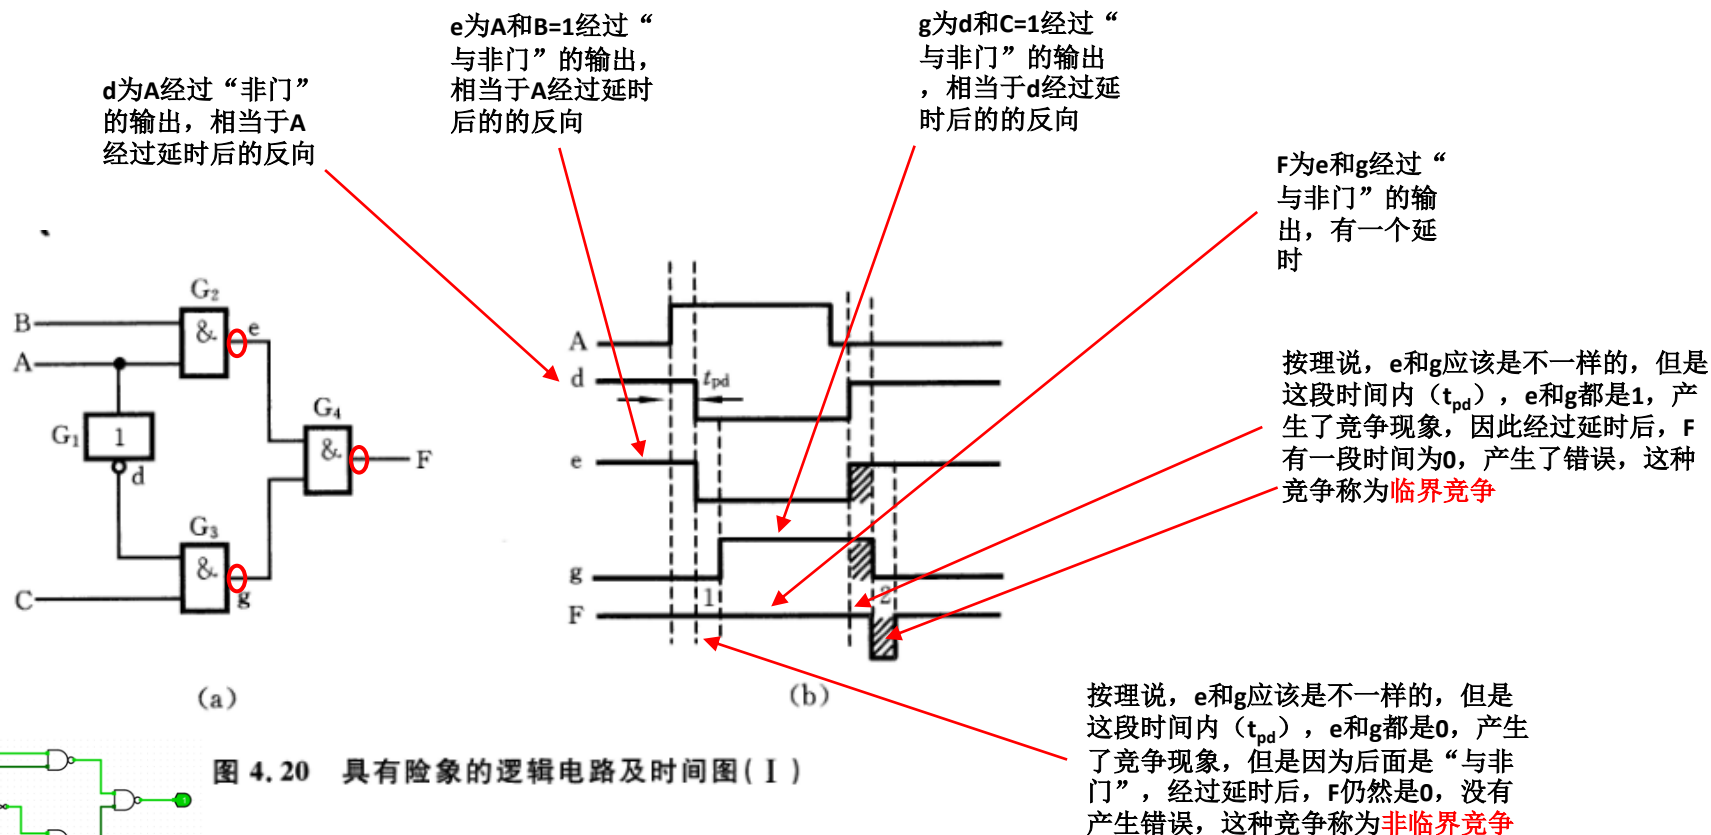 e为A和B=1经过“
与非门”的输出，
相当于A经过延时
后的的反向
g为d和C=1经过“
与非门”的输出
，相当于d经过延
时后的的反向
d为A经过“非门”
的输出，相当于A
经过延时后的反向
F为e和g经过“
与非门”的输
出，有一个延
时
G2
B
&
e
A
G4
G1
1
&
F
d
G3
&
C
g
(a)
A
d
tpd
e
g
1
2
F
(b)
按理说，e和g应该是不一样的，但是
这段时间内（tpd），e和g都是1，产
生了竞争现象，因此经过延时后，F
有一段时间为0，产生了错误，这种
竞争称为临界竞争
按理说，e和g应该是不一样的，但是
这段时间内（tpd），e和g都是0，产生
了竞争现象，但是因为后面是“与非
门”，经过延时后，F仍然是0，没有
产生错误，这种竞争称为非临界竞争
图 4.20 具有险象的逻辑电路及时间图(Ⅰ)